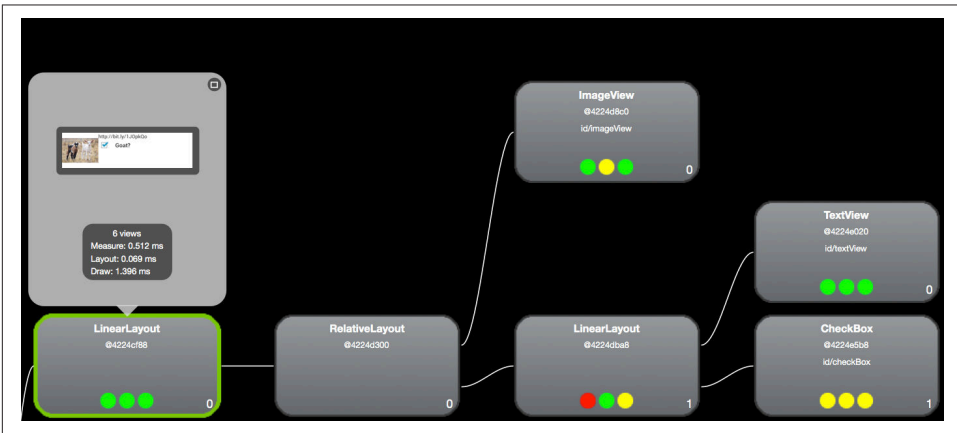 http://bit.ly/1J0pkDo
Goat?
6 views
Measure: 0.512 ms
Layout: 0.069 ms
Draw: 1.396 ms
LinearLayout
@4224cf88
0
RelativeLayout
@4224d300
0
ImageView
@4224d8c0
id/imageView
0
LinearLayout
@4224dba8
1
TextView
@4224e020
id/textView
0
CheckBox
@4224e5b8
id/checkBox
1